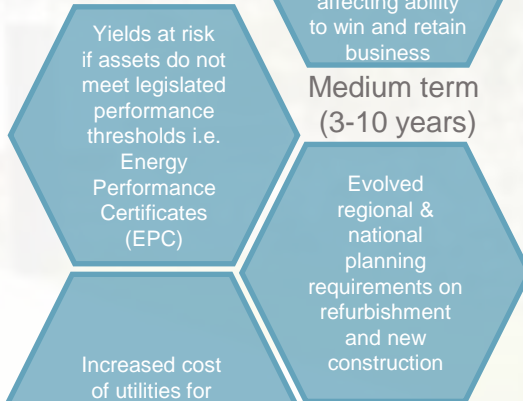 affecting ability
to win and retain
business
Yields at risk
if assets do not
meet legislated
performance
thresholds i.e.
Energy
Performance
Certificates
(EPC)
Medium term
(3-10 years)
Evolved
regional &
national
planning
requirements on
refurbishment
and new
construction
Increased cost
of utilities for